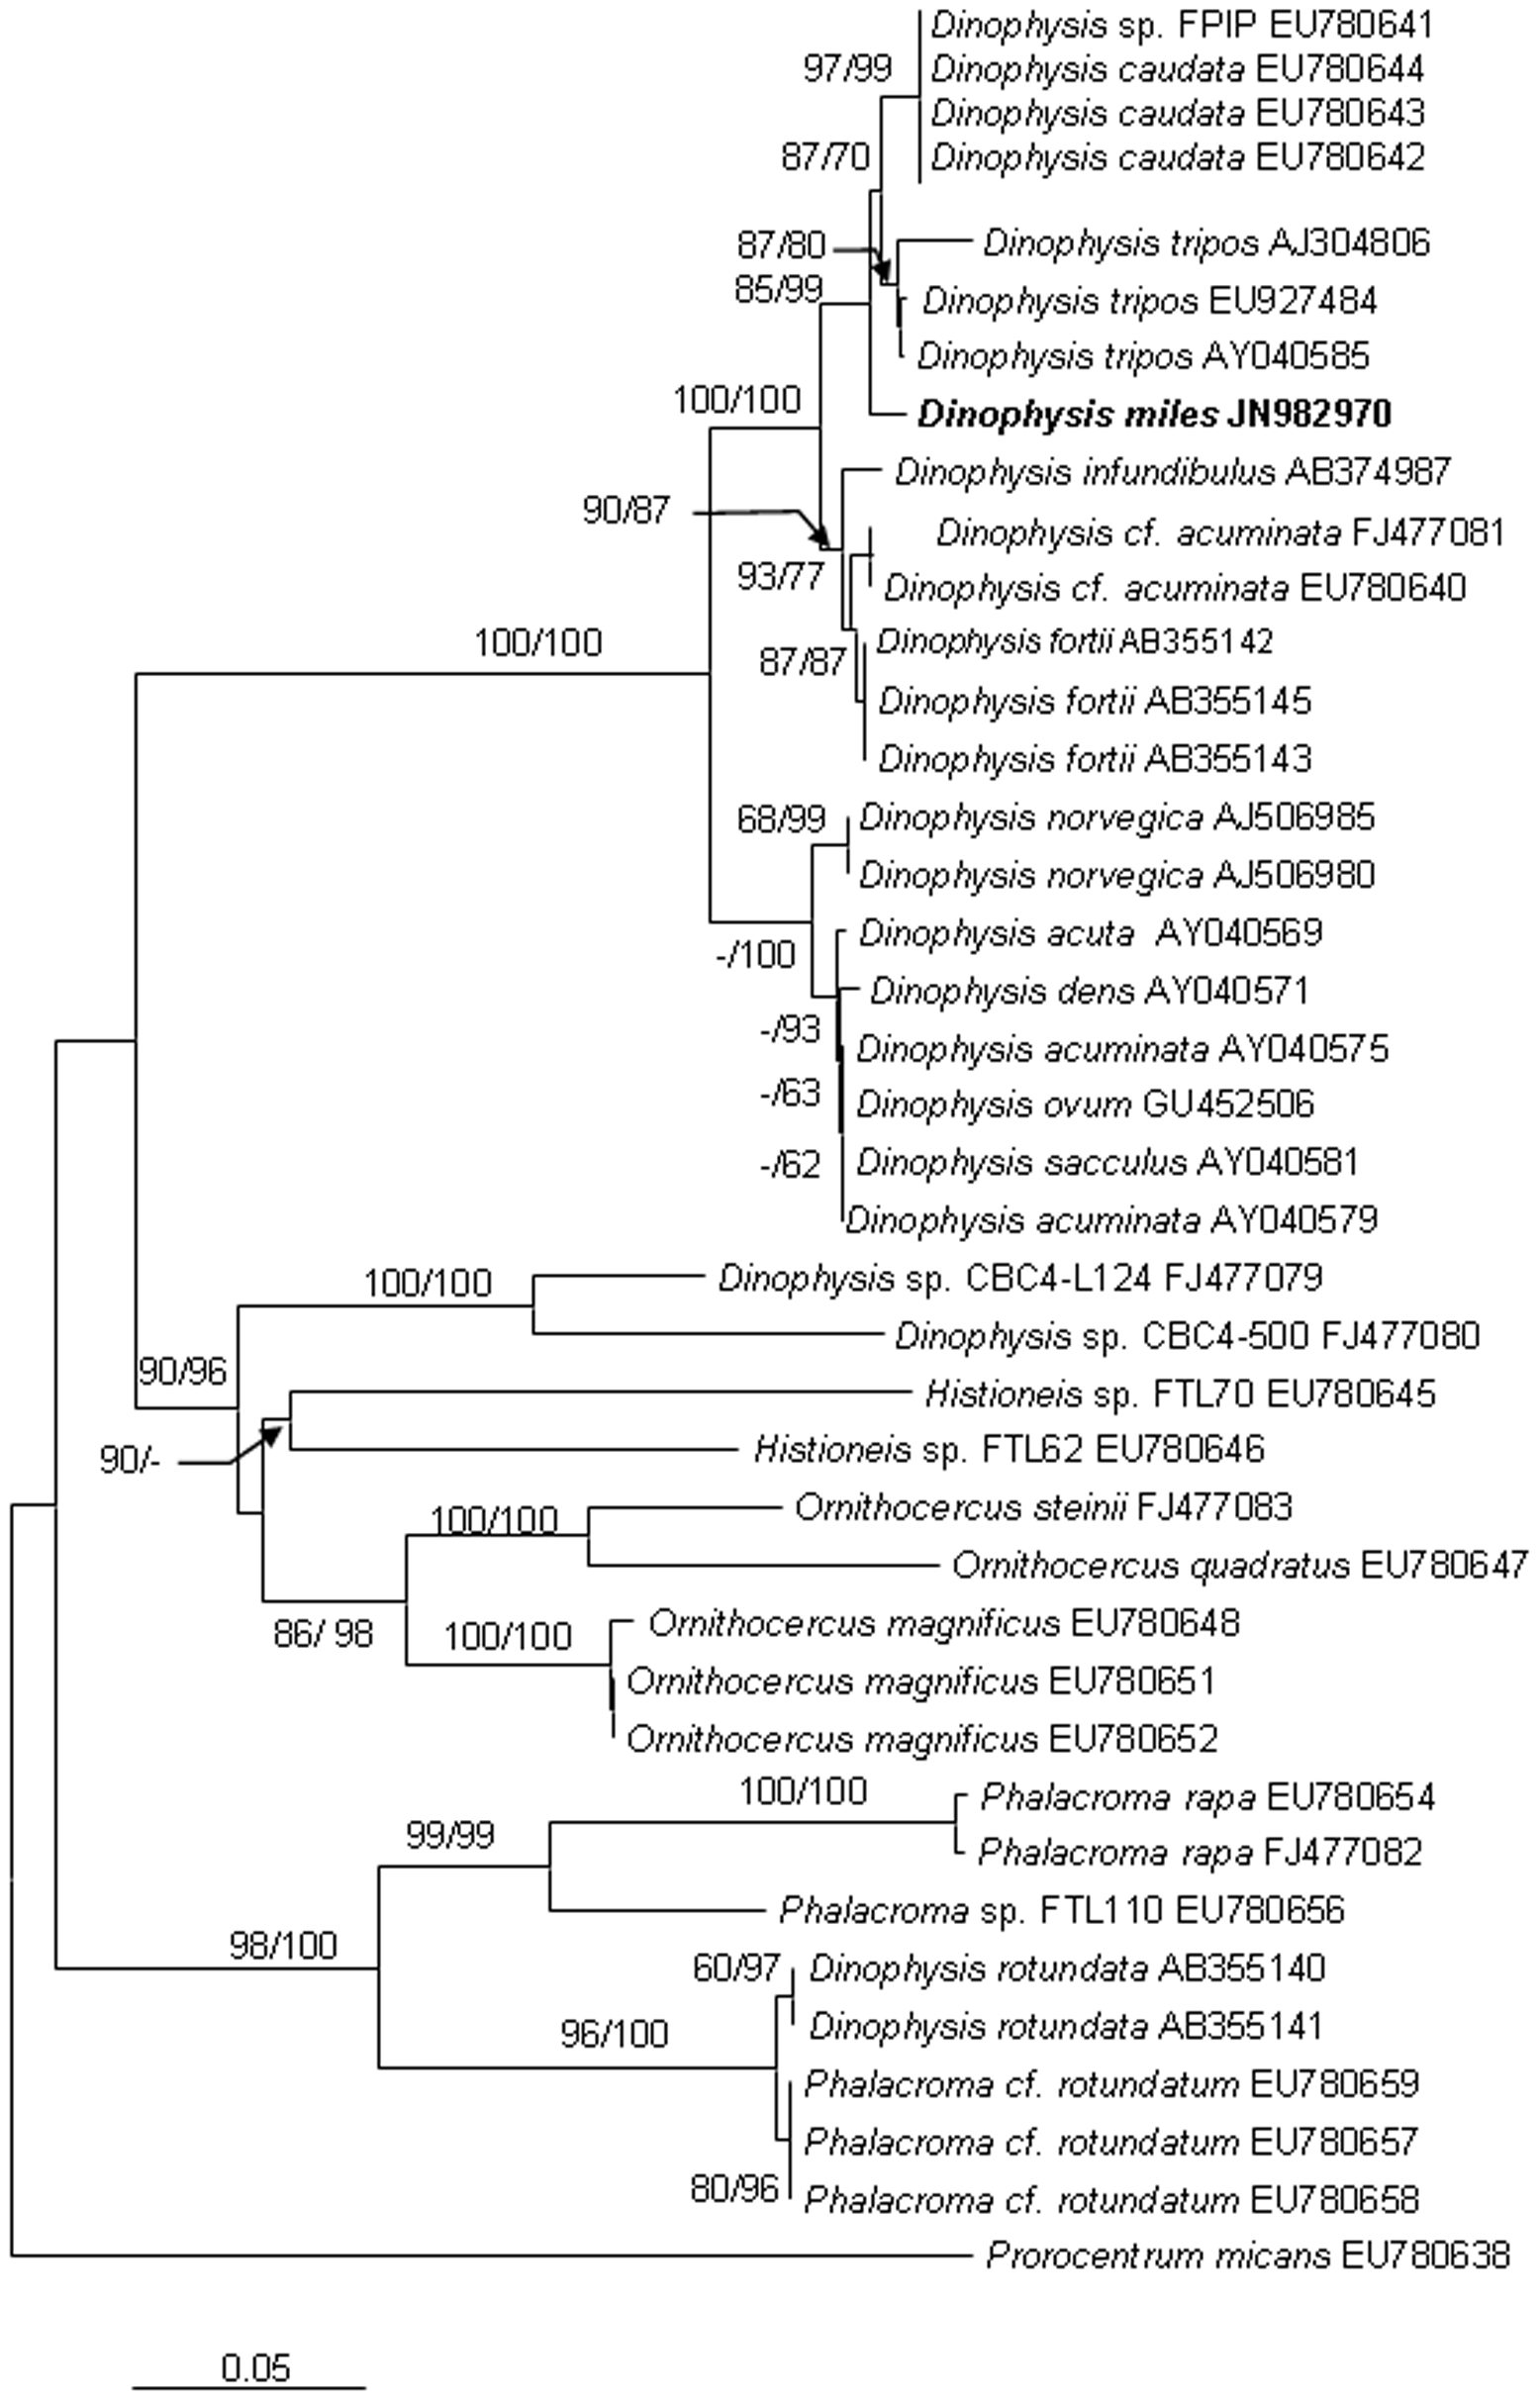 Dinophysis sp. FPIP EU780641
97/99
Dinophysis caudata EU780644
Dinophysis caudata EU780643
87/70
Dinophysis caudata EU780642
87/80
Dinophysis tripos AJ304806
85/99
Dinophysis tripos EU927484
Dinophysis tripos AY040585
100/100
Dinophysis miles JN982970
Dinophysis infundibulus AB374987
90/87
Dinophysis cf. acuminata FJ477081
93/77
Dinophysis cf. acuminata EU780640
100/100
Dinophysis fortii AB355142
87/87
Dinophysis fortii AB355145
Dinophysis fortii AB355143
68/99
Dinophysis norvegica AJ506985
Dinophysis norvegica AJ506980
Dinophysis acuta AY040569
-/100
Dinophysis dens AY040571
-/93
Dinophysis acuminata AY040575
-/63
Dinophysis ovum GU452506
-/62
Dinophysis sacculus AY040581
Dinophysis acuminata AY040579
100/100
Dinophysis sp. CBC4-L124 FJ477079
Dinophysis sp. CBC4-500 FJ477080
90/96
Histioneis sp. FTL70 EU780645
90/-
Histioneis sp. FTL62 EU780646
100/100
Ornithocercus steinii FJ477083
Ornithocercus quadratus EU780647
86/ 98
100/100
Ornithocercus magnificus EU780648
Ornithocercus magnificus EU780651
Ornithocercus magnificus EU780652
100/100
Phalacroma rapa EU780654
99/99
Phalacroma rapa FJ477082
Phalacroma sp. FTL110 EU780656
98/100
60/97
Dinophysis rotundata AB355140
Dinophysis rotundata AB355141
96/100
Phalacroma cf. rotundatum EU780659
Phalacroma cf. rotundatum EU780657
80/96
Phalacroma cf. rotundatum EU780658
Prorocentrum micans EU780638
0.05